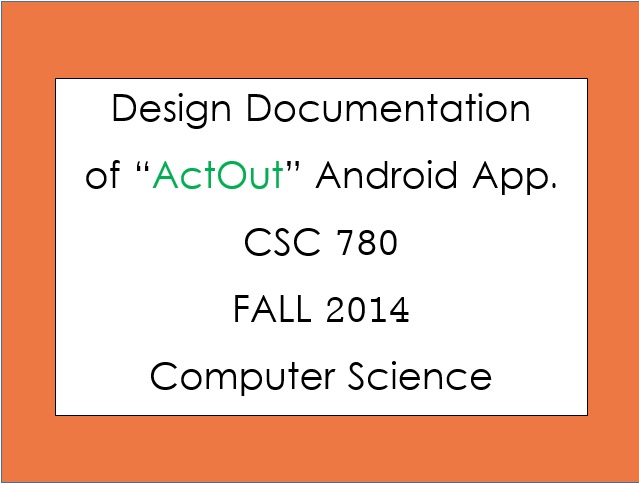 Design Documentation
of “ActOut” Android App.
CSC 780
FALL 2014
Computer Science